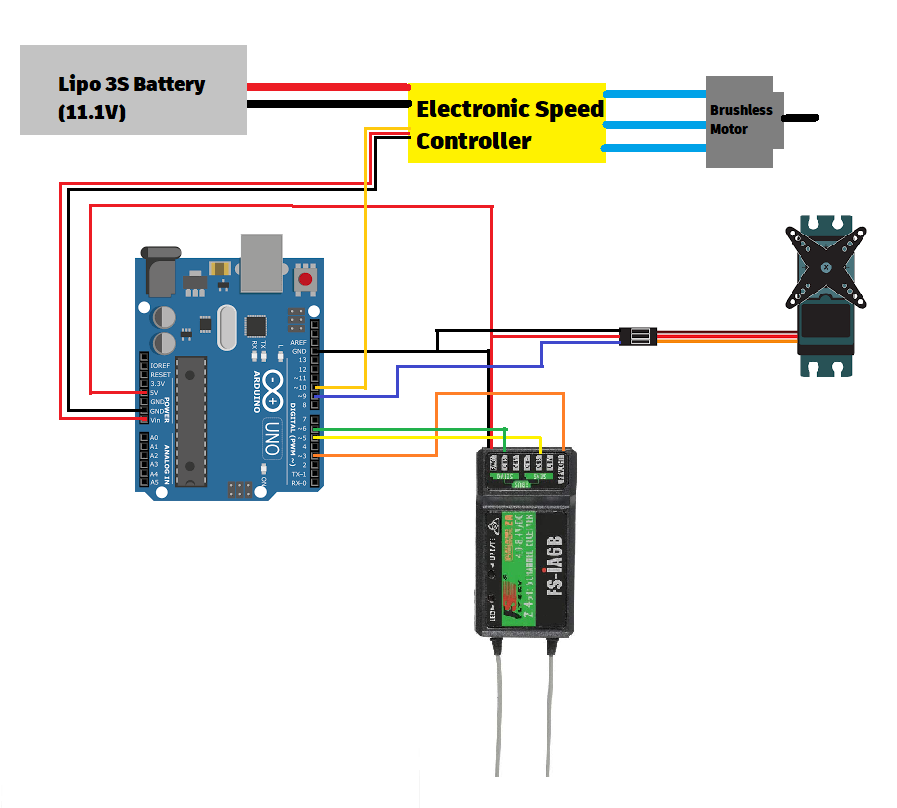 Lipo 3S Battery
(11.1V)
Electronic Speed
Controller
Brushless
Motor
AREF
GND
13
12
~11
~10
~9
8
7
~6
~5
4
~3
2
TX-1
RX-0
RX
TX
L
ARDUINO
UNO
DIGITAL (PWM ~)
ON
IOREF
RESET
3.3V
5V
GND
GND
Vin
POWER
A0
A1
A2
A3
A4
A5
ANALOG IN
FS-iA6B